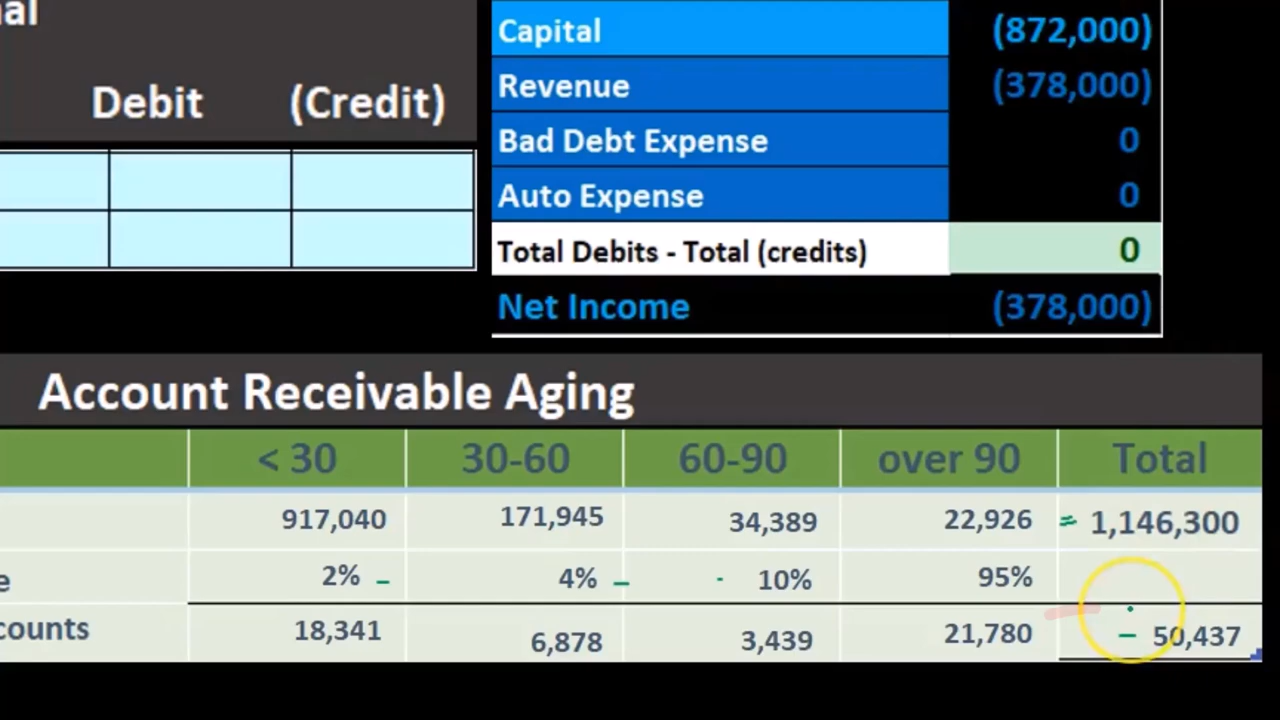 al
Debit (Credit)
Capital (872,000)
Revenue (378,000)
Bad Debt Expense 0
Auto Expense 0
Total Debits - Total (credits) 0
Net Income (378,000)
Account Receivable Aging
< 30 30-60 60-90 over 90 Total
917,040 171,945 34,389 22,926 1,146,300
e 2% 4% 10% 95%
counts 18,341 6,878 3,439 21,780 50,437